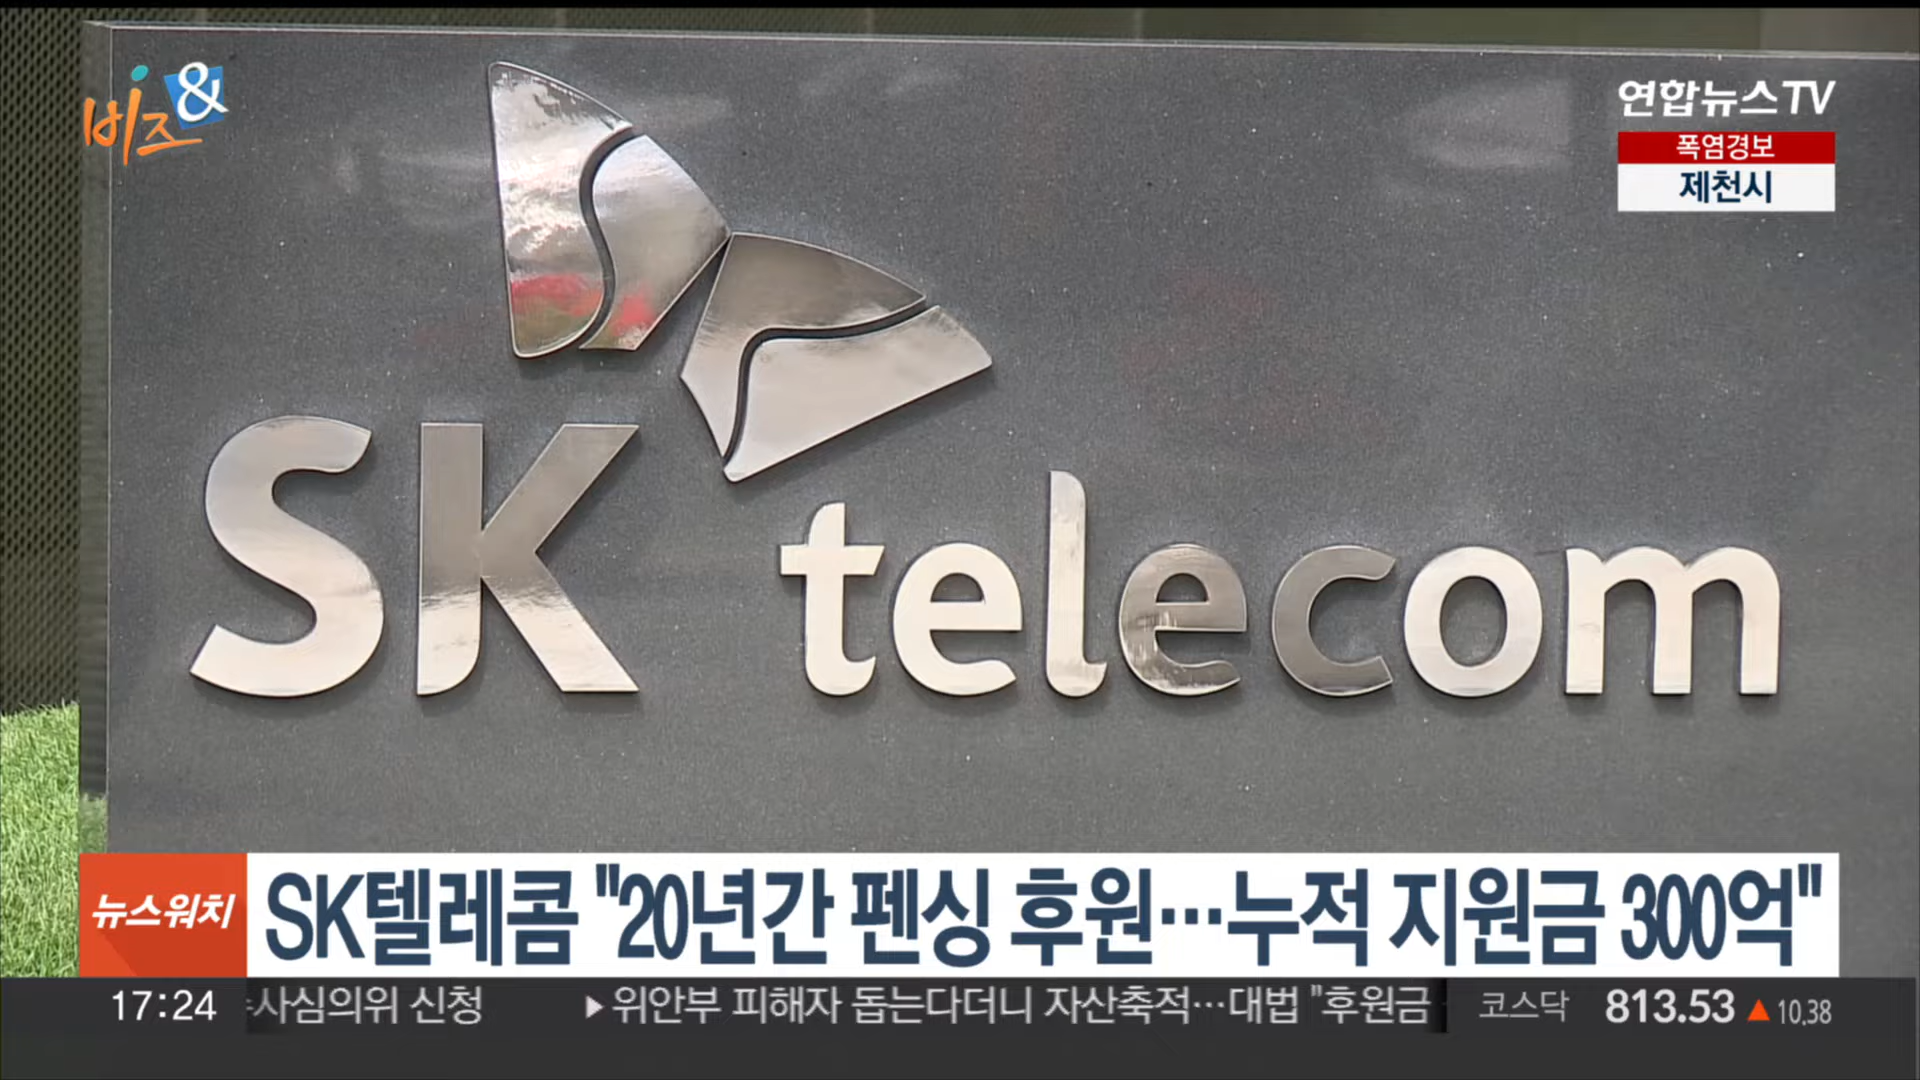 비즈&
연합뉴스TV
폭염경보
제천시
SK telecom
뉴스워치
SK텔레콤 "20년간 펜싱 후원…누적 지원금 300억"
17:24
사심의위 신청 ▶위안부 피해자 돕는다더니 자산축적…대법 "후원금
코스닥 813.53 ▲10.38